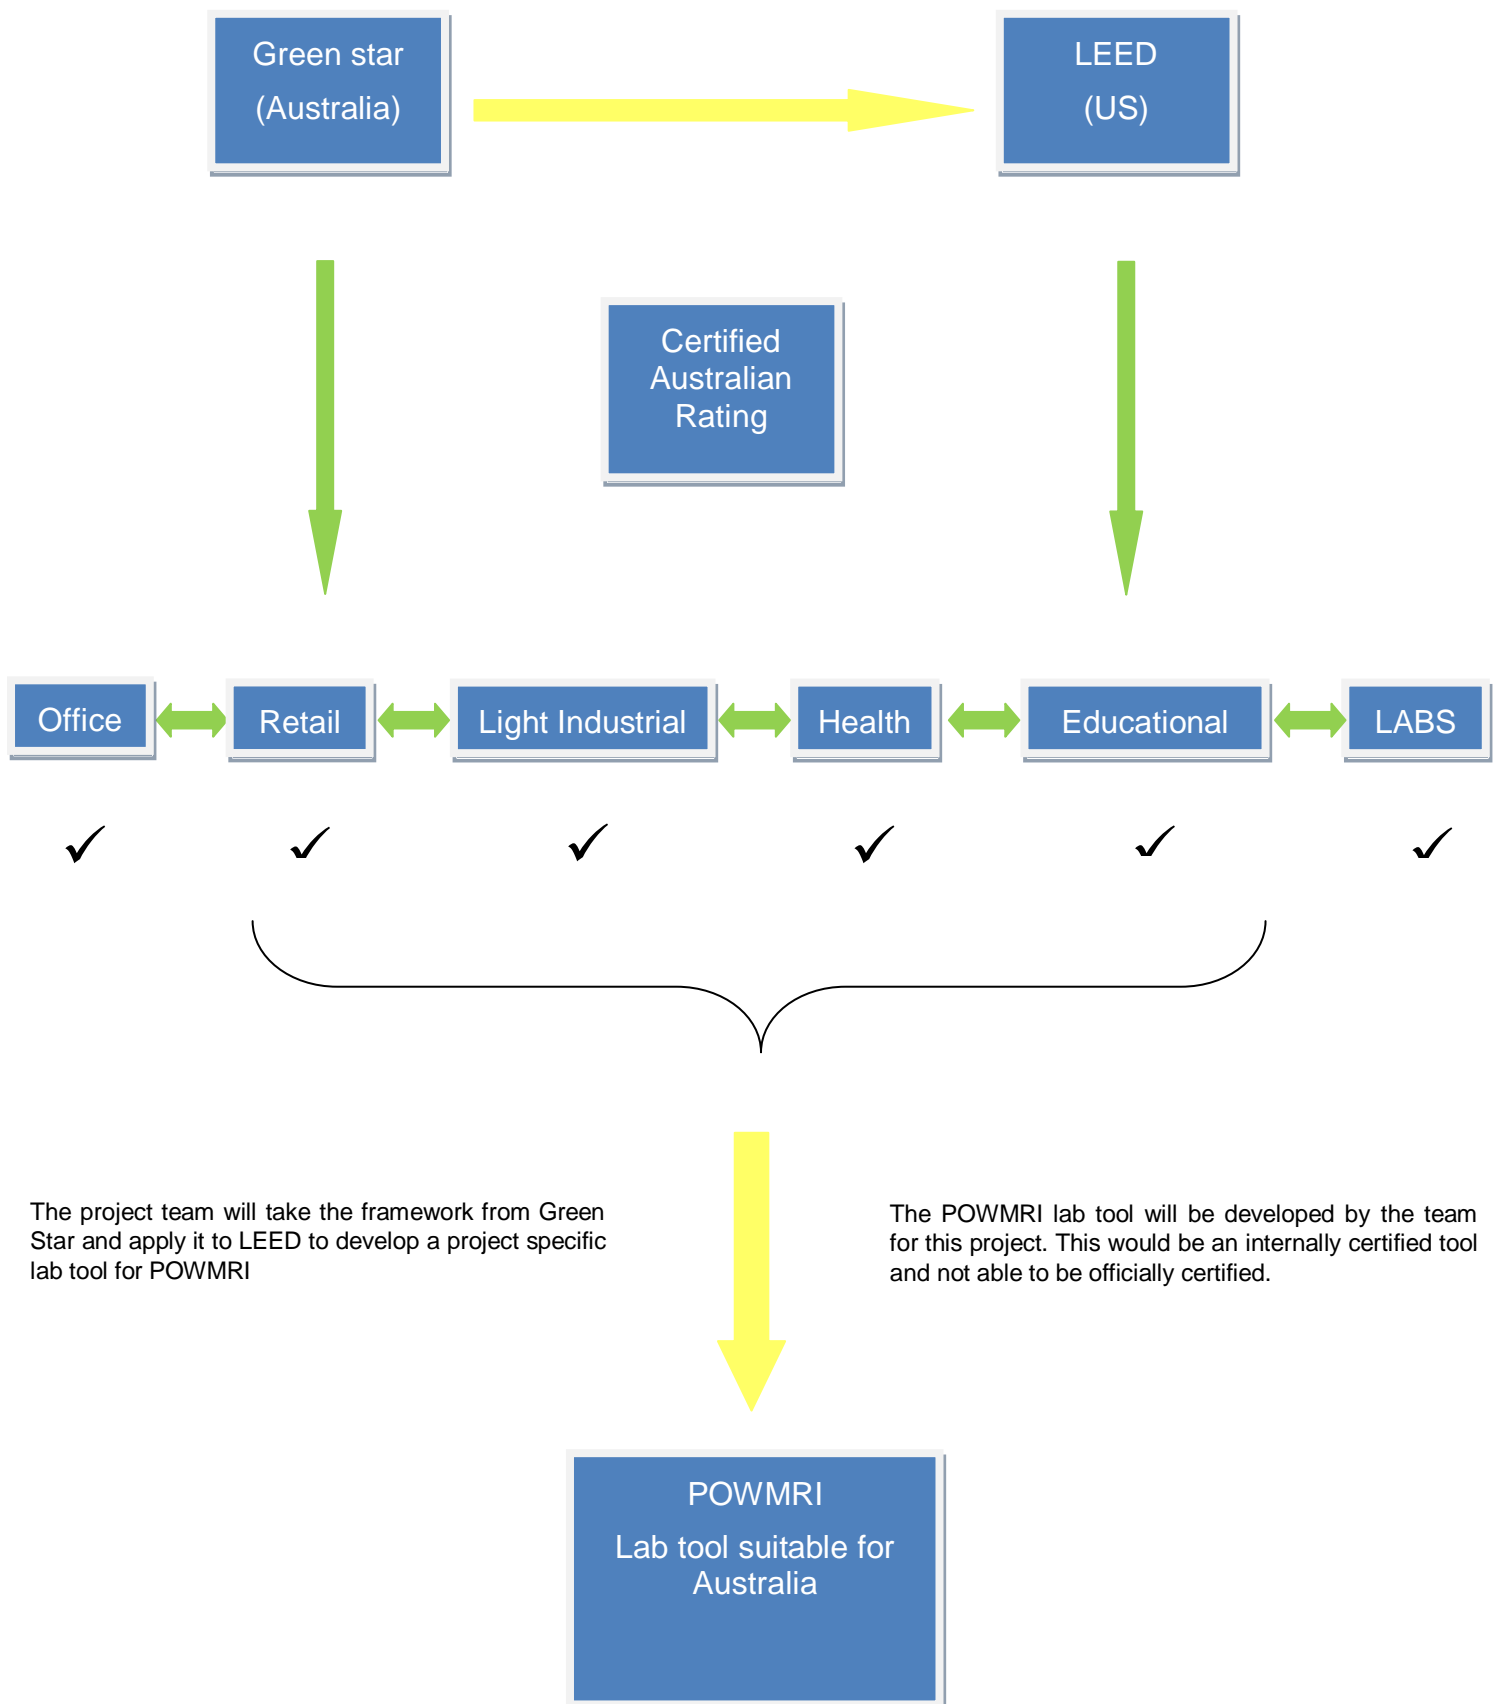 Green star
(Australia)
LEED
(US)
Certified
Australian
Rating
Office
Retail
Light Industrial
Health
Educational
LABS
The project team will take the framework from Green
Star and apply it to LEED to develop a project specific
lab tool for POWMRI
The POWMRI lab tool will be developed by the team
for this project. This would be an internally certified tool
and not able to be officially certified.
POWMRI
Lab tool suitable for
Australia